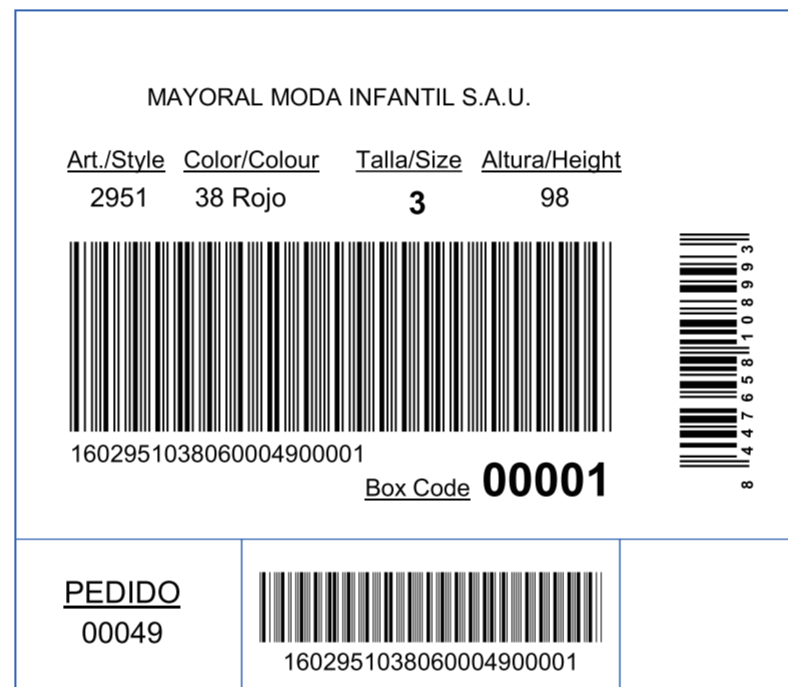 MAYORAL MODA INFANTIL S.A.U.
Art./Style Color/Colour Talla/Size Altura/Height
2951 38 Rojo 3 98
1602951038060004900001
Box Code 00001
8447658108993
PEDIDO
00049
1602951038060004900001